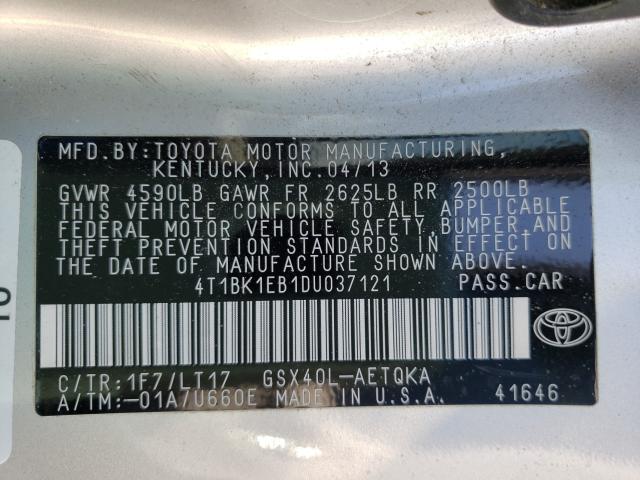 MFD.BY:TOYOTA MOTOR MANUFACTURING,
KENTUCKY,INC.04/13
GVWR 4590LB GAWR FR 2625LB RR 2500LB
THIS VEHICLE CONFORMS TO ALL APPLICABLE
FEDERAL MOTOR VEHICLE SAFETY,BUMPER,AND
THEFT PREVENTION STANDARDS IN EFFECT ON
THE DATE OF MANUFACTURE SHOWN ABOVE.
4T1BK1EB1DU037121 PASS.CAR
C/TR:1F7/LT17 GSX40L-AETQKA
A/TM:-01A/U660E MADE IN U.S.A. 41646